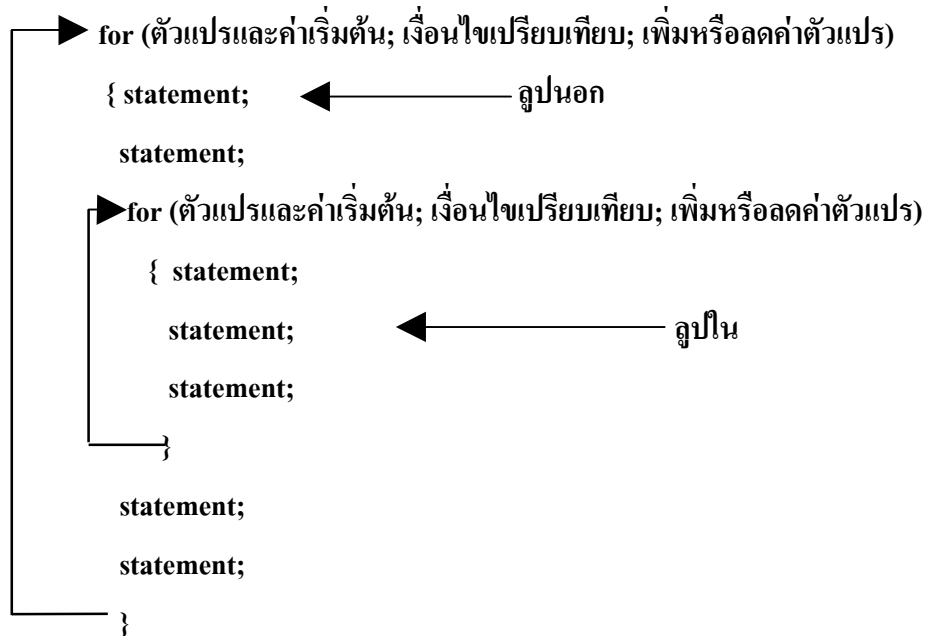 for (ตัวแปรและค่าเริ่มต้น; เงื่อนไขเปรียบเทียบ; เพิ่มหรือลดค่าตัวแปร)
{ statement; ลูปนอก
statement;
for (ตัวแปรและค่าเริ่มต้น; เงื่อนไขเปรียบเทียบ; เพิ่มหรือลดค่าตัวแปร)
{ statement;
statement; ลูปใน
statement;
}
statement;
statement;
}